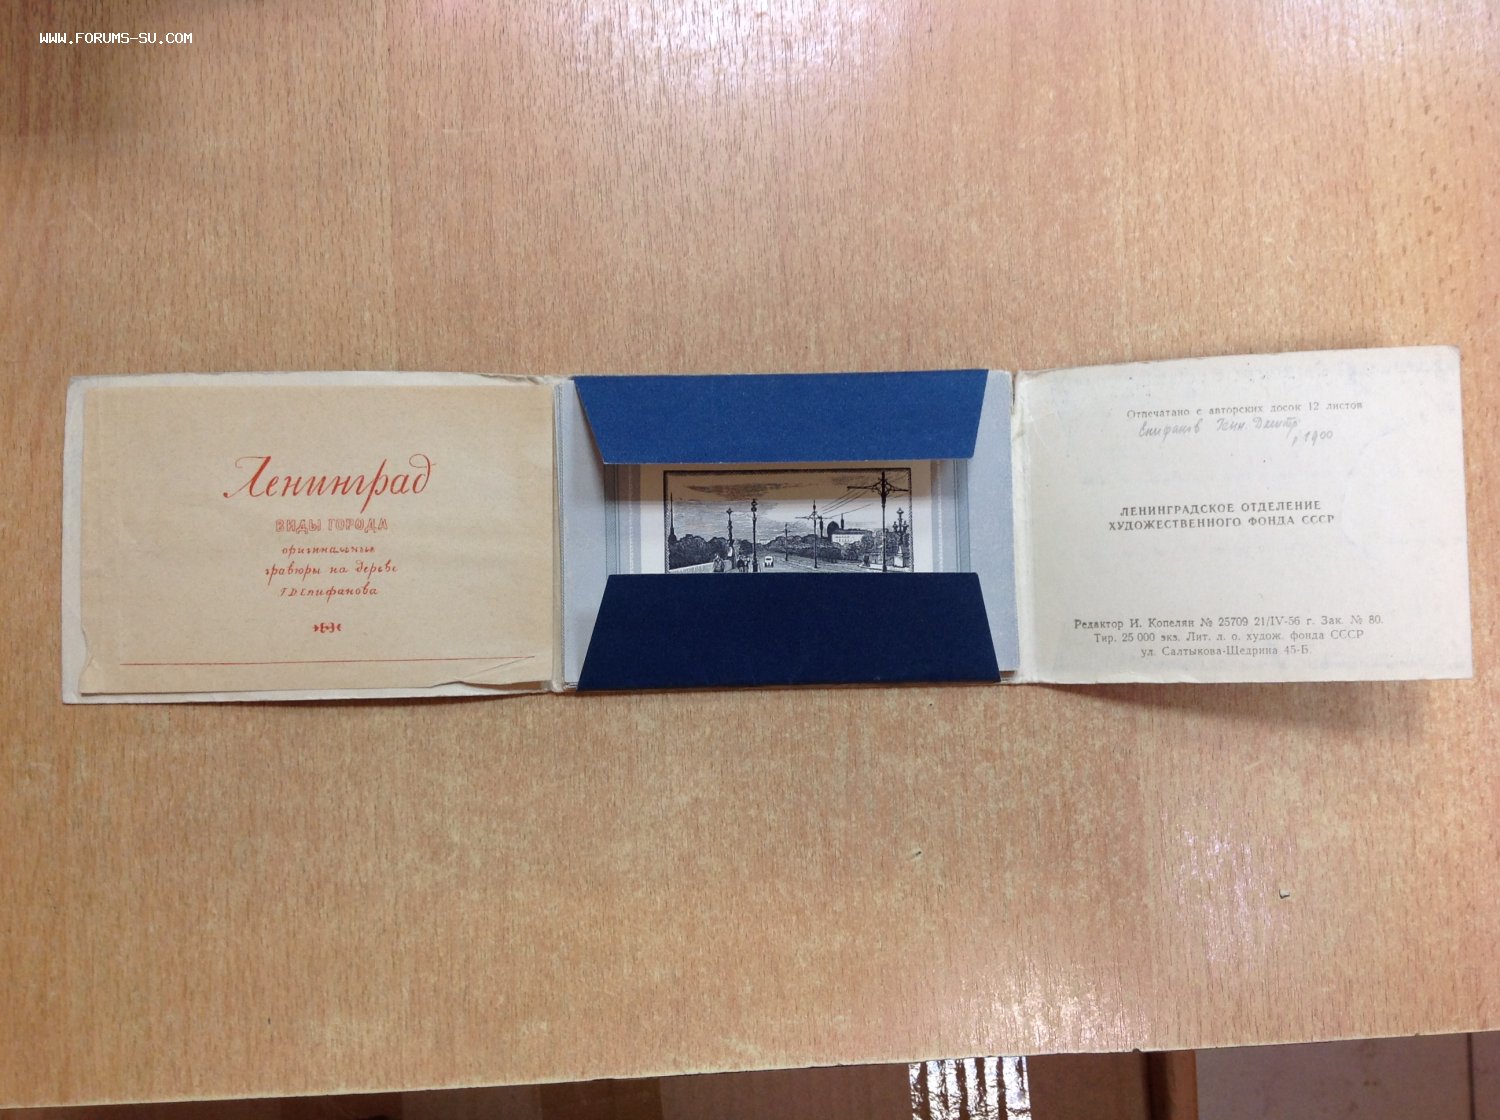 WWW.FORUMS-SU.COM
Ленинград
ВИДЫ ГОРОДА
оригинальные
гравюры на дереве
Г.Д.Епифанова
Отпечатано с авторских досок 12 листов
Епифанов Генн. Дмитр.
р 1900
ЛЕНИНГРАДСКОЕ ОТДЕЛЕНИЕ
ХУДОЖЕСТВЕННОГО ФОНДА СССР
Редактор И. Копелян № 25709 21/IV-56 г. Зак. № 80.
Тир. 25 000 экз. Лит. л. о. худож. фонда СССР
ул. Салтыкова-Щедрина 45-Б.